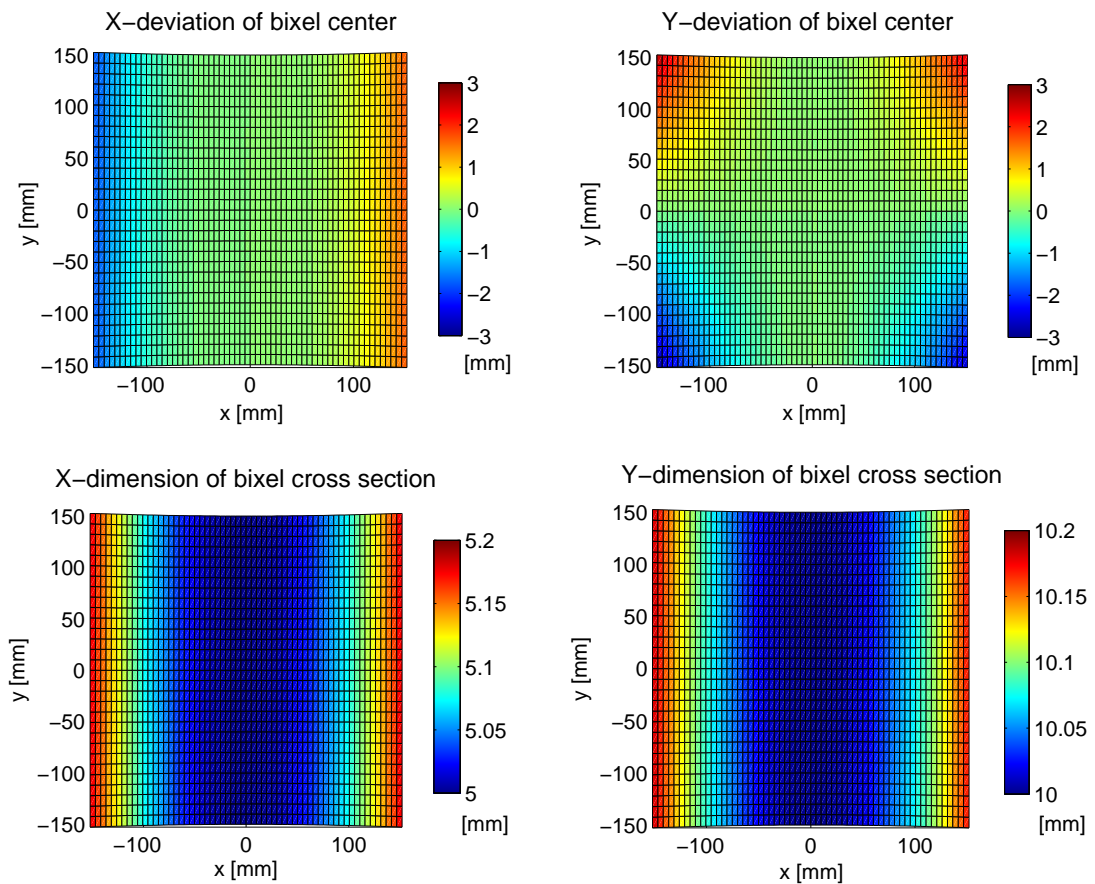 X−deviation of bixel center
150
100
50
0
−50
−100
−150
y [mm]
−100 0 100
x [mm]
3
2
1
0
−1
−2
−3
[mm]
Y−deviation of bixel center
150
100
50
0
−50
−100
−150
y [mm]
−100 0 100
x [mm]
3
2
1
0
−1
−2
−3
[mm]
X−dimension of bixel cross section
150
100
50
0
−50
−100
−150
y [mm]
−100 0 100
x [mm]
5.2
5.15
5.1
5.05
5
[mm]
Y−dimension of bixel cross section
150
100
50
0
−50
−100
−150
y [mm]
−100 0 100
x [mm]
10.2
10.15
10.1
10.05
10
[mm]